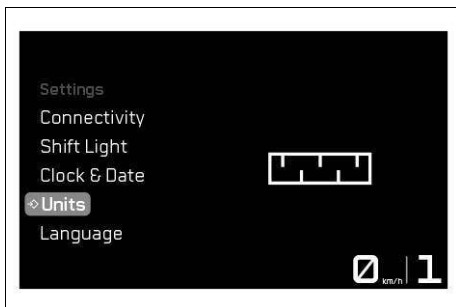 Settings
Connectivity
Shift Light
Clock & Date
Units
Language
0 km/h 1